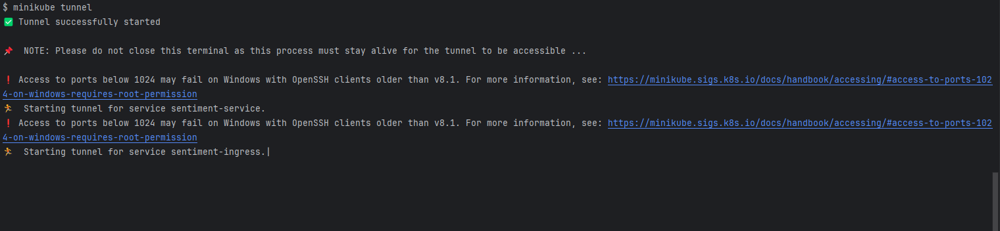 $ minikube tunnel
✅ Tunnel successfully started
📌  NOTE: Please do not close this terminal as this process must stay alive for the tunnel to be accessible ...
❗ Access to ports below 1024 may fail on Windows with OpenSSH clients older than v8.1. For more information, see: https://minikube.sigs.k8s.io/docs/handbook/accessing/#access-to-ports-102
4-on-windows-requires-root-permission
🏃  Starting tunnel for service sentiment-service.
❗ Access to ports below 1024 may fail on Windows with OpenSSH clients older than v8.1. For more information, see: https://minikube.sigs.k8s.io/docs/handbook/accessing/#access-to-ports-102
4-on-windows-requires-root-permission
🏃  Starting tunnel for service sentiment-ingress.